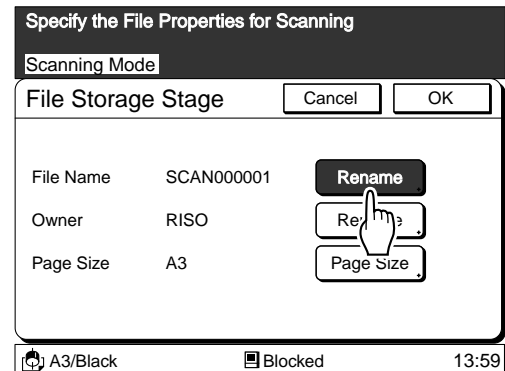 Specify the File Properties for Scanning
Scanning Mode
File Storage Stage Cancel OK
File Name SCAN000001 Rename
Owner RISO Rename
Page Size A3 Page Size
A3/Black Blocked 13:59